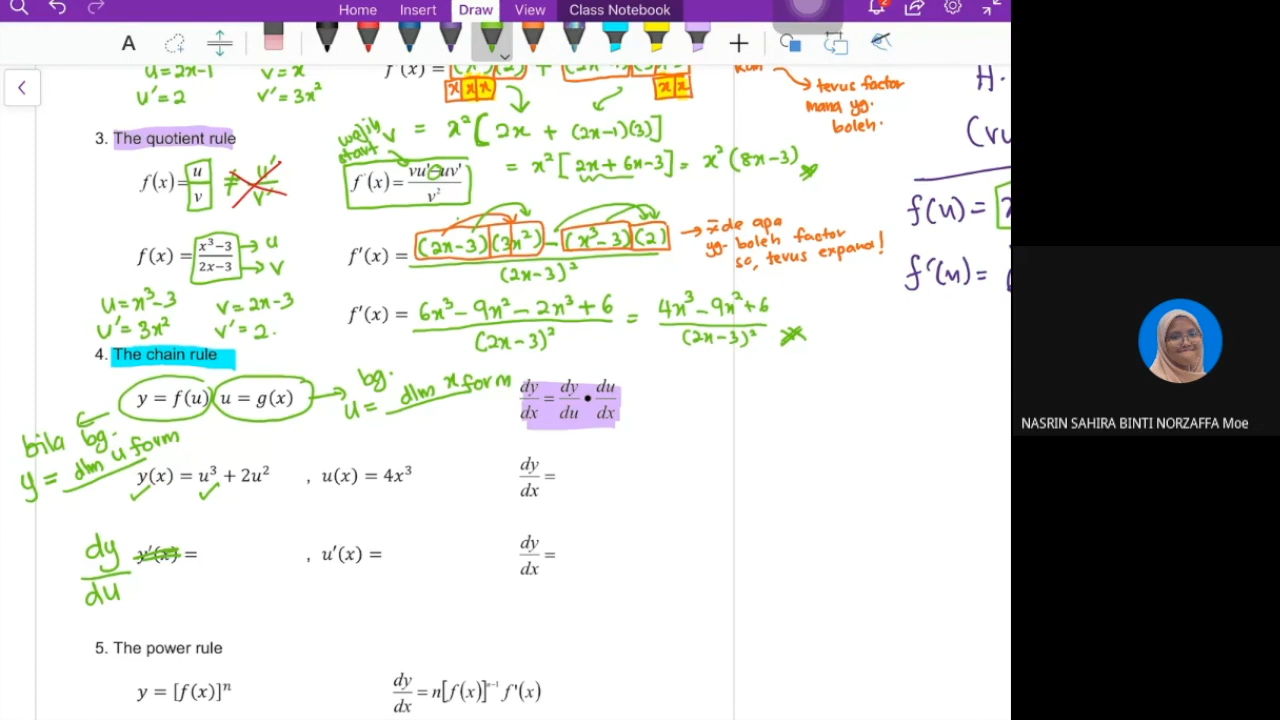 Home Insert Draw View Class Notebook
A
u=2x-1 v=x
f'(x) = +
u'=2 v'=3x²
x x x x x
terus factor
mana yg.
boleh.
H.
3. The quotient rule
wajib v
start
= x² [ 2x + (2x-1)(3)]
= x² [ 2x + 6x-3] = x² (8x-3)
f(x)= u/v ≠ u'/v'
f'(x)= (vu'-uv')/v²
f(u) =
f(x) = (x³-3)/(2x-3) → u → v
f'(x) = ((2x-3)(3x²) - (x³-3)(2))/(2x-3)²
→ x̄ de apa
yg boleh factor
so, terus expand!
f'(u) =
u=x³-3 v=2x-3
u'=3x² v'=2.
f'(x) = (6x³ - 9x² - 2x³ + 6)/(2x-3)² = (4x³ - 9x² + 6)/(2x-3)²
4. The chain rule
y = f(u) u = g(x) → bg.
u = dlm x form
dy/dx = dy/du • du/dx
bila bg.
y = dlm u form
y(x) = u³ + 2u² , u(x) = 4x³ dy/dx =
dy/du y'(x) = , u'(x) = dy/dx =
5. The power rule
y = [f(x)]ⁿ dy/dx = n[f(x)]ⁿ⁻¹ f'(x)
NASRIN SAHIRA BINTI NORZAFFA Moe